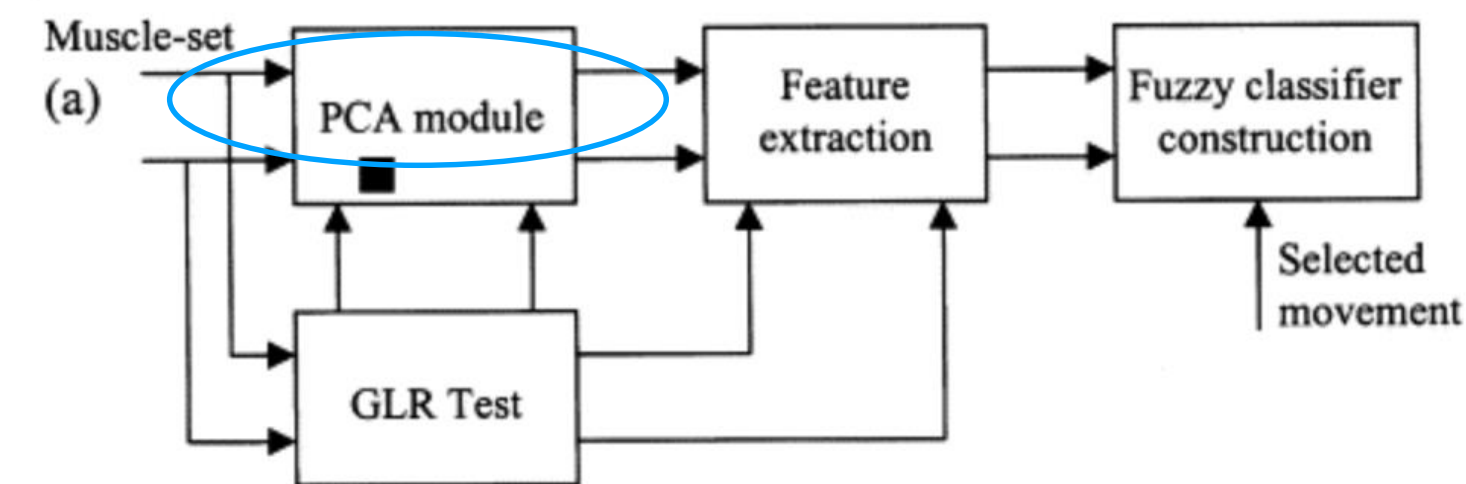 Muscle-set
(a)
PCA module
Feature
extraction
Fuzzy classifier
construction
Selected
movement
GLR Test